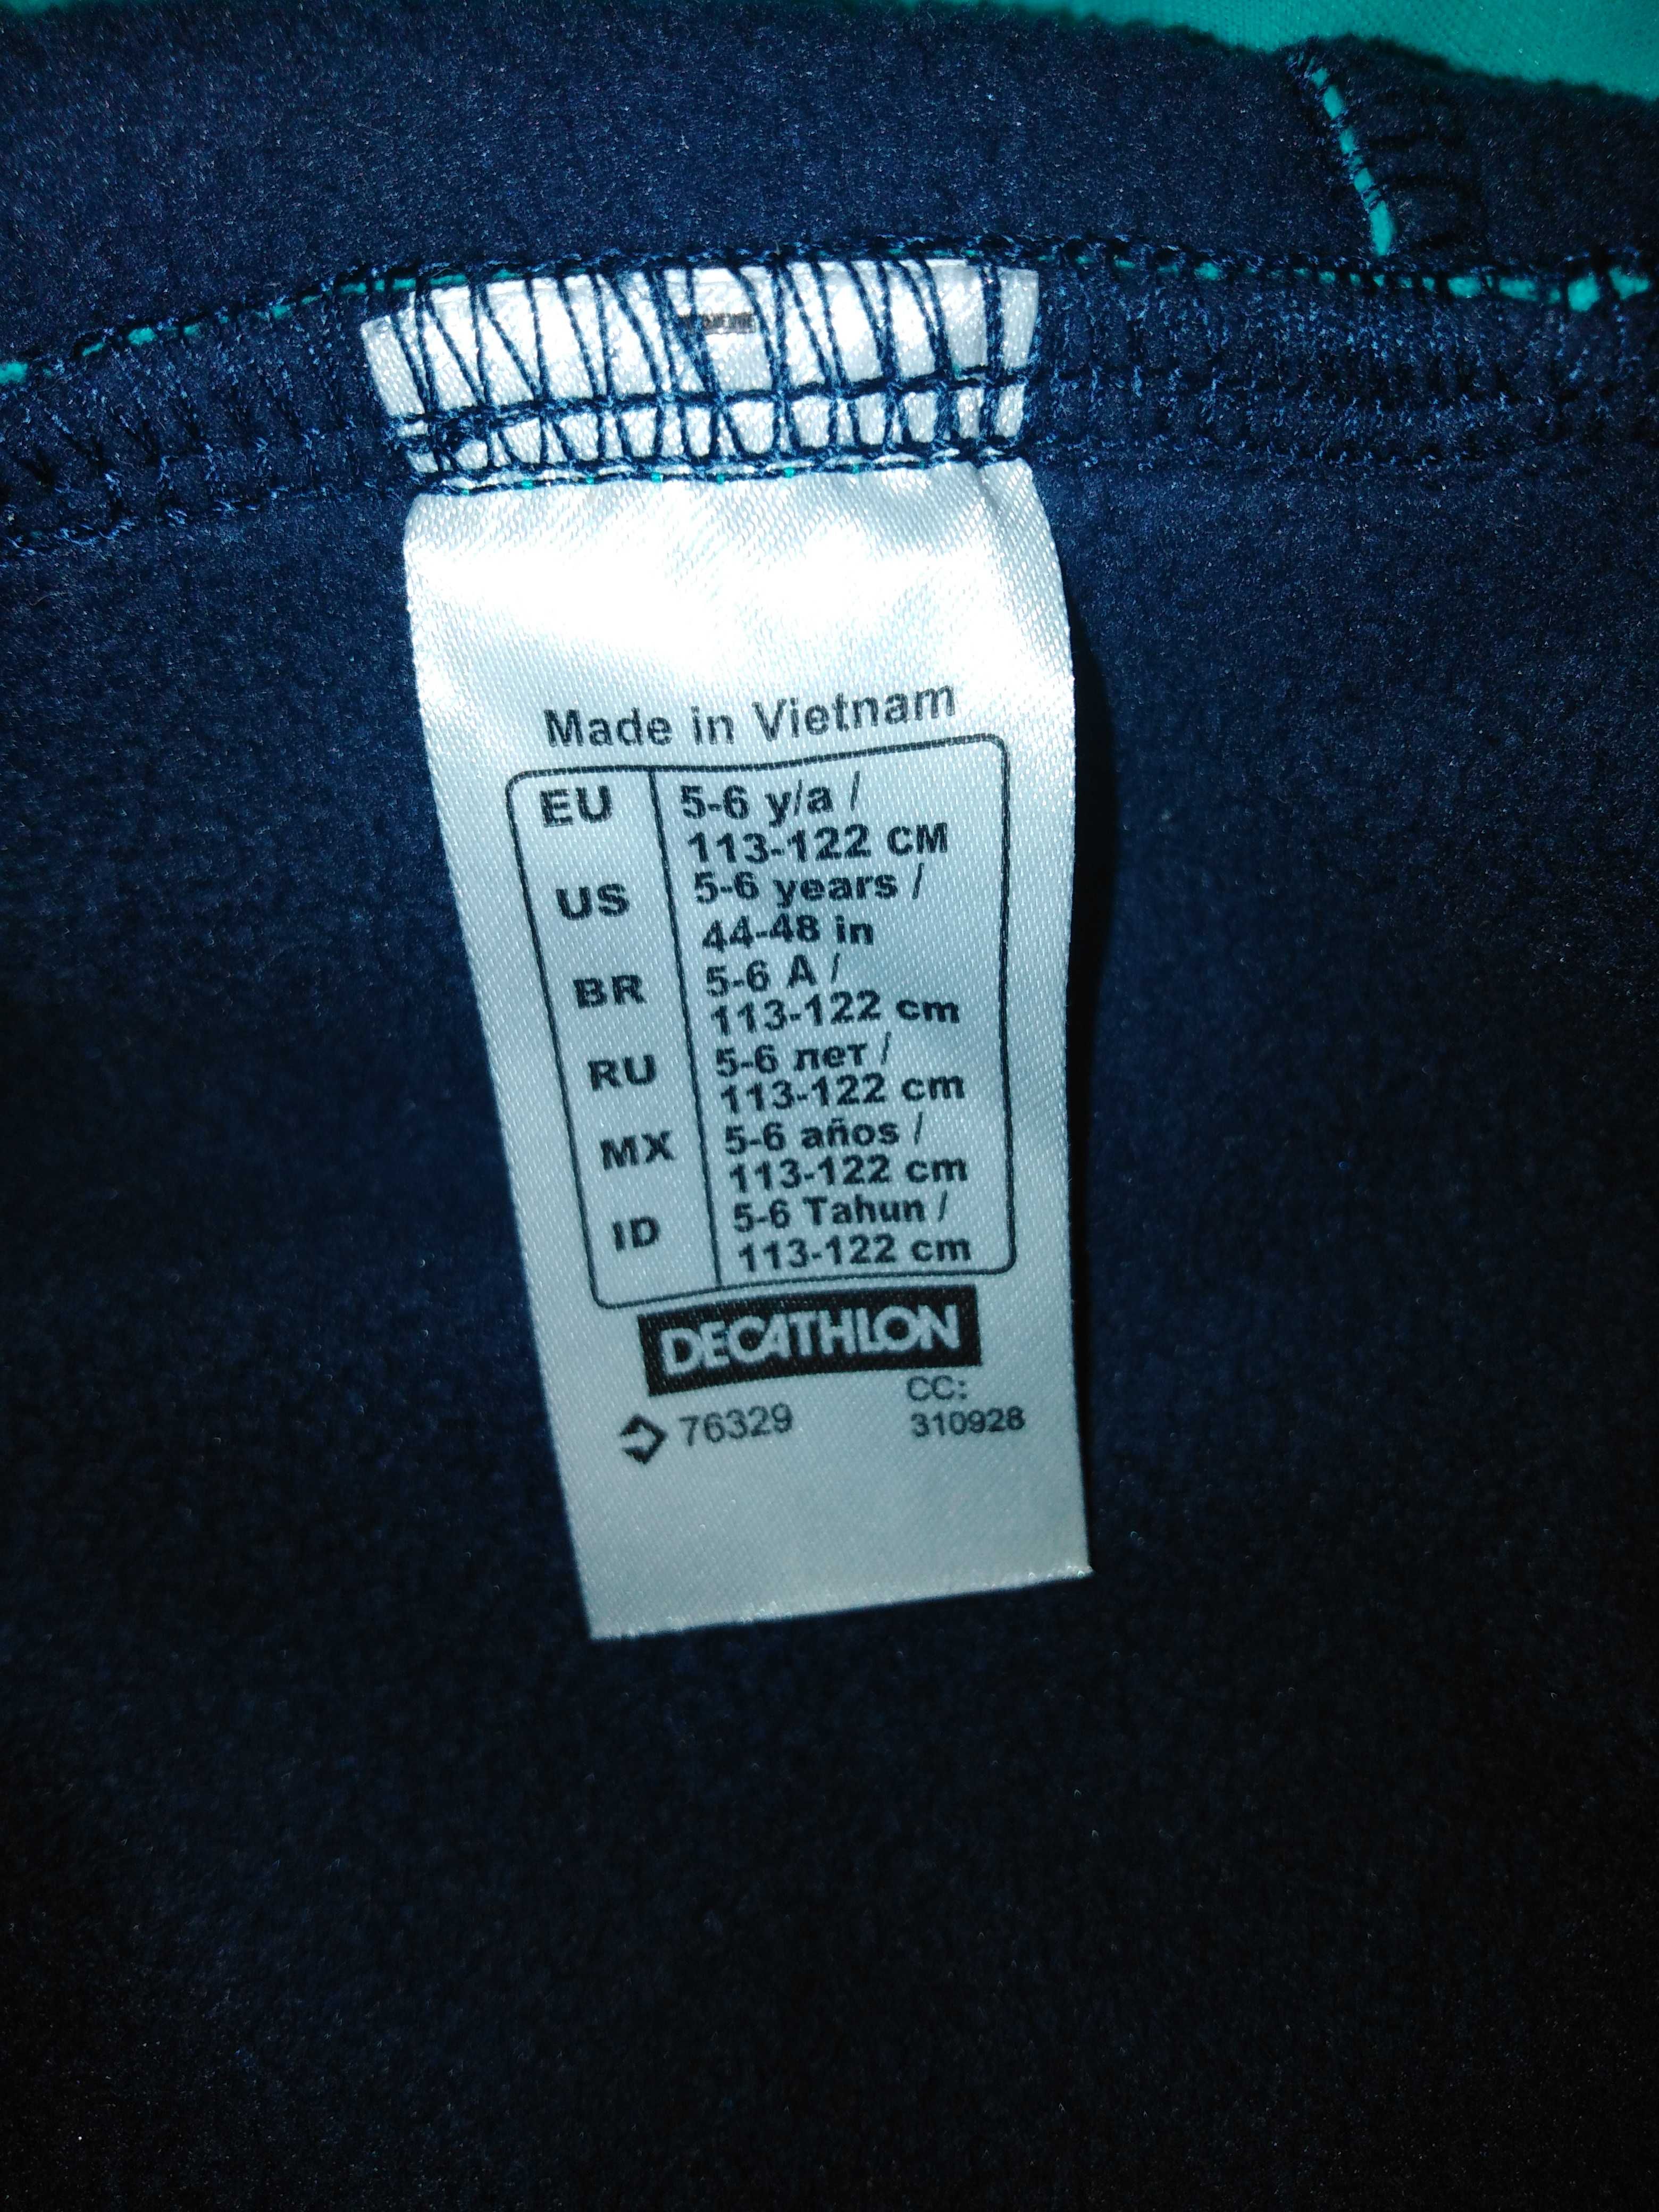 Made in Vietnam
EU 5-6 y/a /
113-122 CM
US 5-6 years /
44-48 in
BR 5-6 A /
113-122 cm
RU 5-6 лет /
113-122 cm
MX 5-6 años /
113-122 cm
ID 5-6 Tahun /
113-122 cm
DECATHLON
76329 CC:
310928